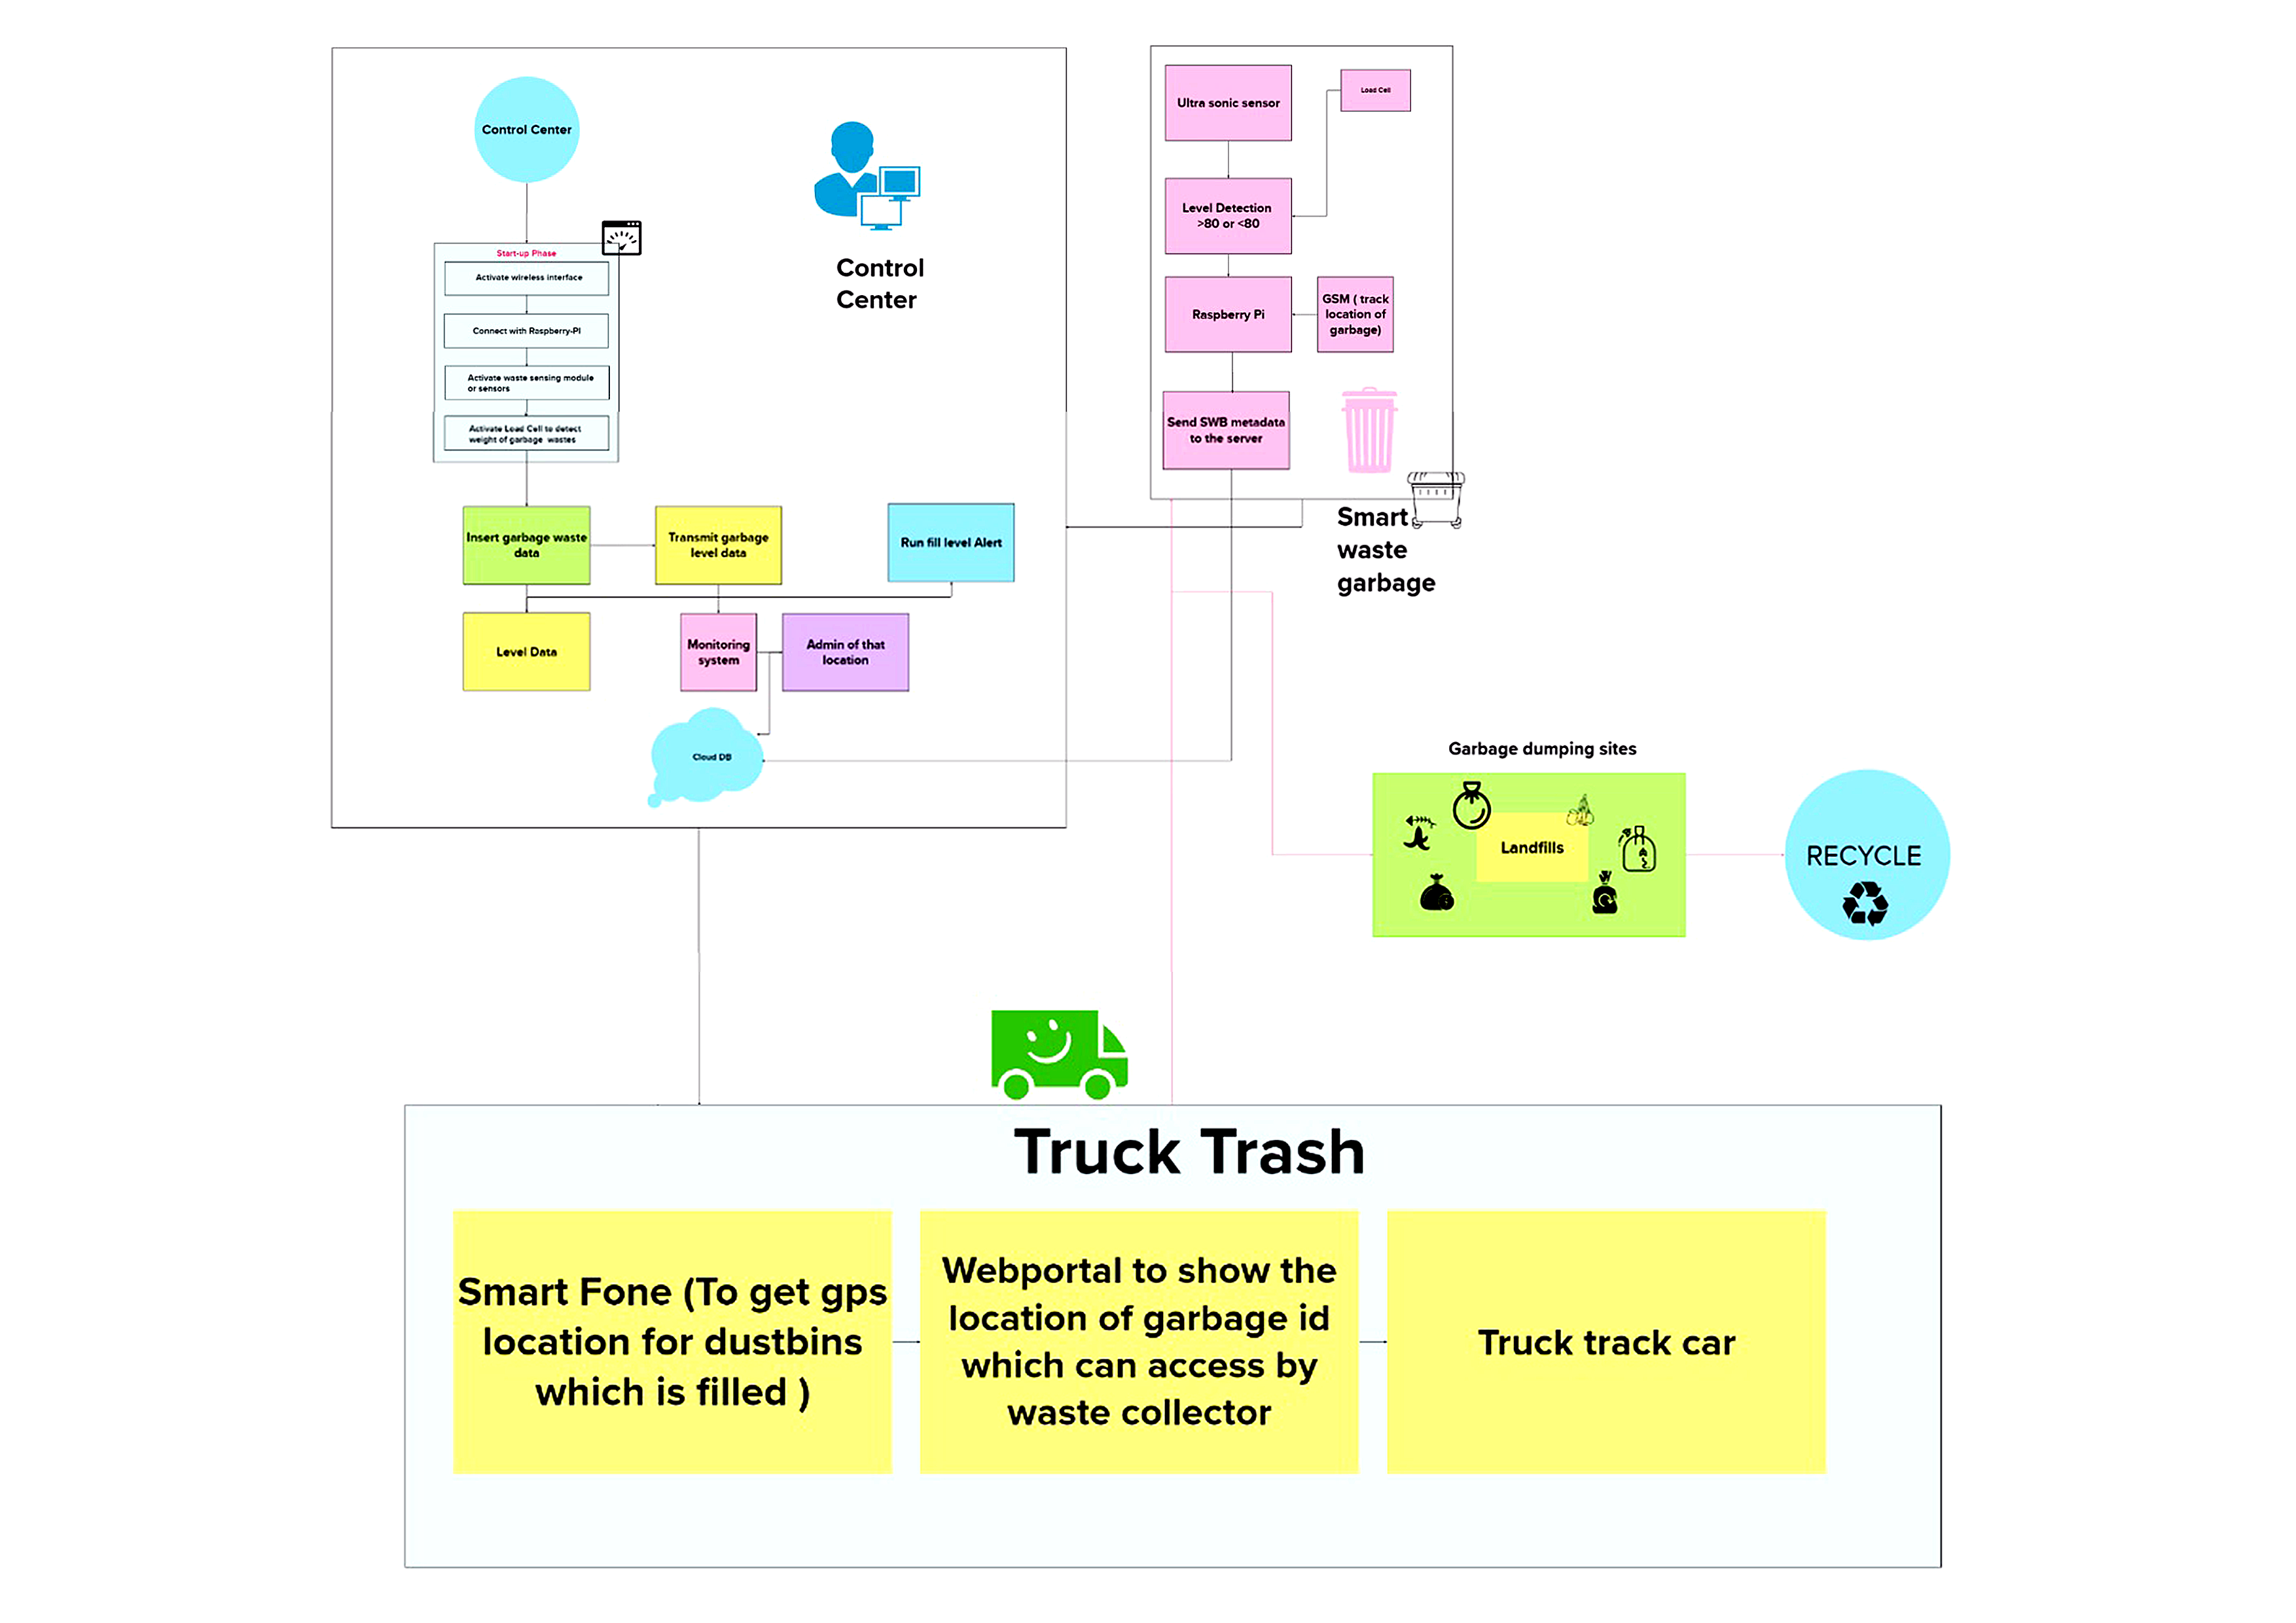 Control Center
Control
Center
Start-up Phase
Activate wireless interface
Connect with Raspberry-PI
Activate waste sensing module
or sensors
Activate Load Cell to detect
weight of garbage wastes
Insert garbage waste
data
Transmit garbage
level data
Run fill level Alert
Level Data
Monitoring
system
Admin of that
location
Cloud DB
Ultra sonic sensor
Load Cell
Level Detection
>80 or <80
Raspberry Pi
GSM ( track
location of
garbage)
Send SWB metadata
to the server
Smart
waste
garbage
Garbage dumping sites
Landfills
RECYCLE
Truck Trash
Smart Fone (To get gps
location for dustbins
which is filled )
Webportal to show the
location of garbage id
which can access by
waste collector
Truck track car